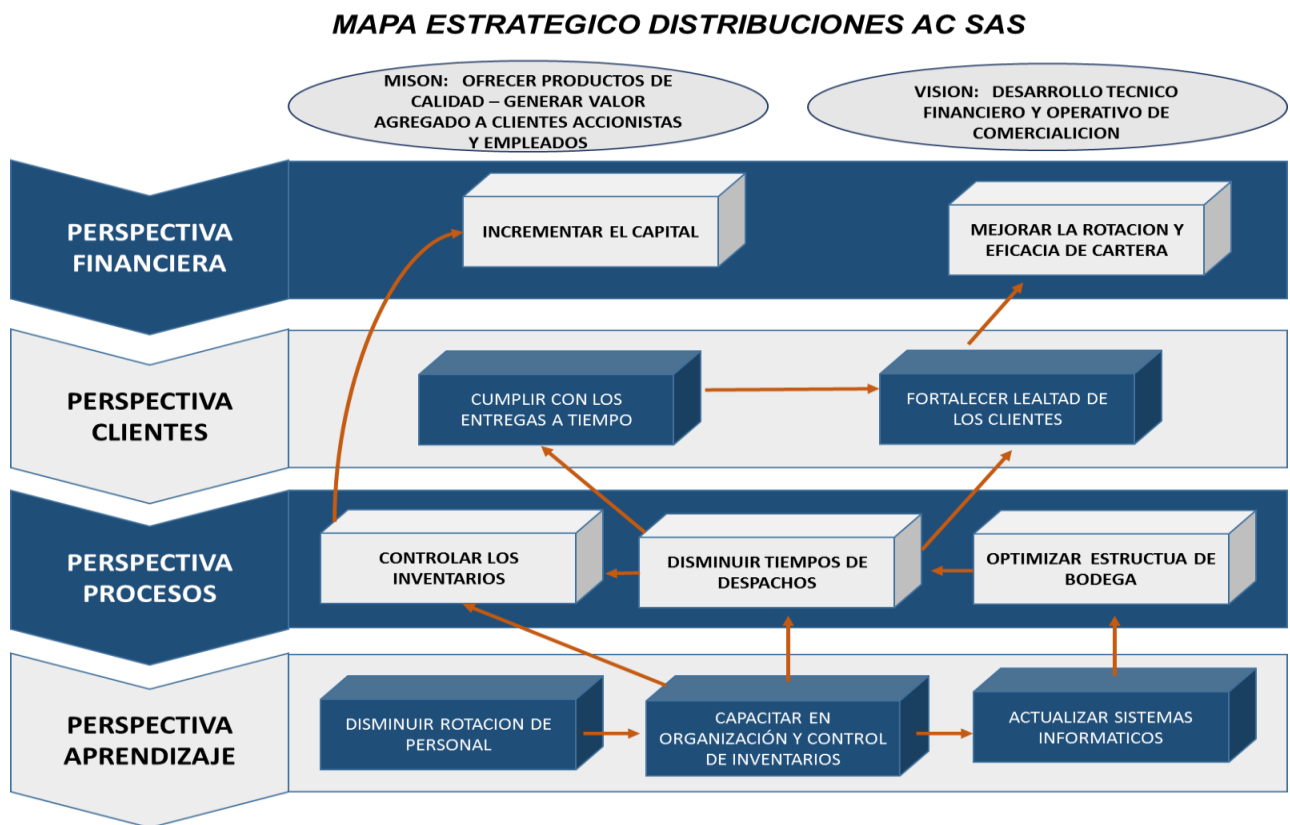 MAPA ESTRATEGICO DISTRIBUCIONES AC SAS
MISON: OFRECER PRODUCTOS DE
CALIDAD – GENERAR VALOR
AGREGADO A CLIENTES ACCIONISTAS
Y EMPLEADOS
VISION: DESARROLLO TECNICO
FINANCIERO Y OPERATIVO DE
COMERCIALICION
PERSPECTIVA
FINANCIERA
INCREMENTAR EL CAPITAL
MEJORAR LA ROTACION Y
EFICACIA DE CARTERA
PERSPECTIVA
CLIENTES
CUMPLIR CON LOS
ENTREGAS A TIEMPO
FORTALECER LEALTAD DE
LOS CLIENTES
PERSPECTIVA
PROCESOS
CONTROLAR LOS
INVENTARIOS
DISMINUIR TIEMPOS DE
DESPACHOS
OPTIMIZAR ESTRUCTUA DE
BODEGA
PERSPECTIVA
APRENDIZAJE
DISMINUIR ROTACION DE
PERSONAL
CAPACITAR EN
ORGANIZACIÓN Y CONTROL
DE INVENTARIOS
ACTUALIZAR SISTEMAS
INFORMATICOS